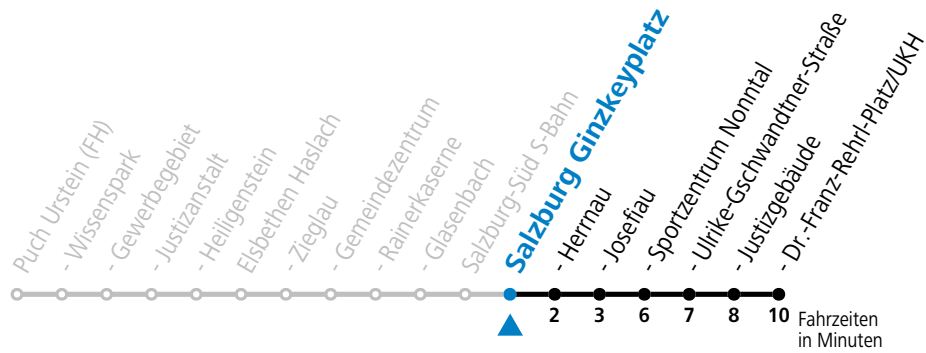 Puch Urstein (FH)
- Wissenspark
- Gewerbegebiet
- Justizanstalt
- Heiligenstein
Elsbethen Haslach
- Zieglau
- Gemeindezentrum
- Rainerkaserne
- Glasenbach
Salzburg-Süd S-Bahn
Salzburg Ginzkeyplatz
- Herrnau
- Josefiau
- Sportzentrum Nonntal
- Ulrike-Gschwandtner-Straße
- Justizgebäude
- Dr.-Franz-Rehrl-Platz/UKH
2 3 6 7 8 10 Fahrzeiten
in Minuten